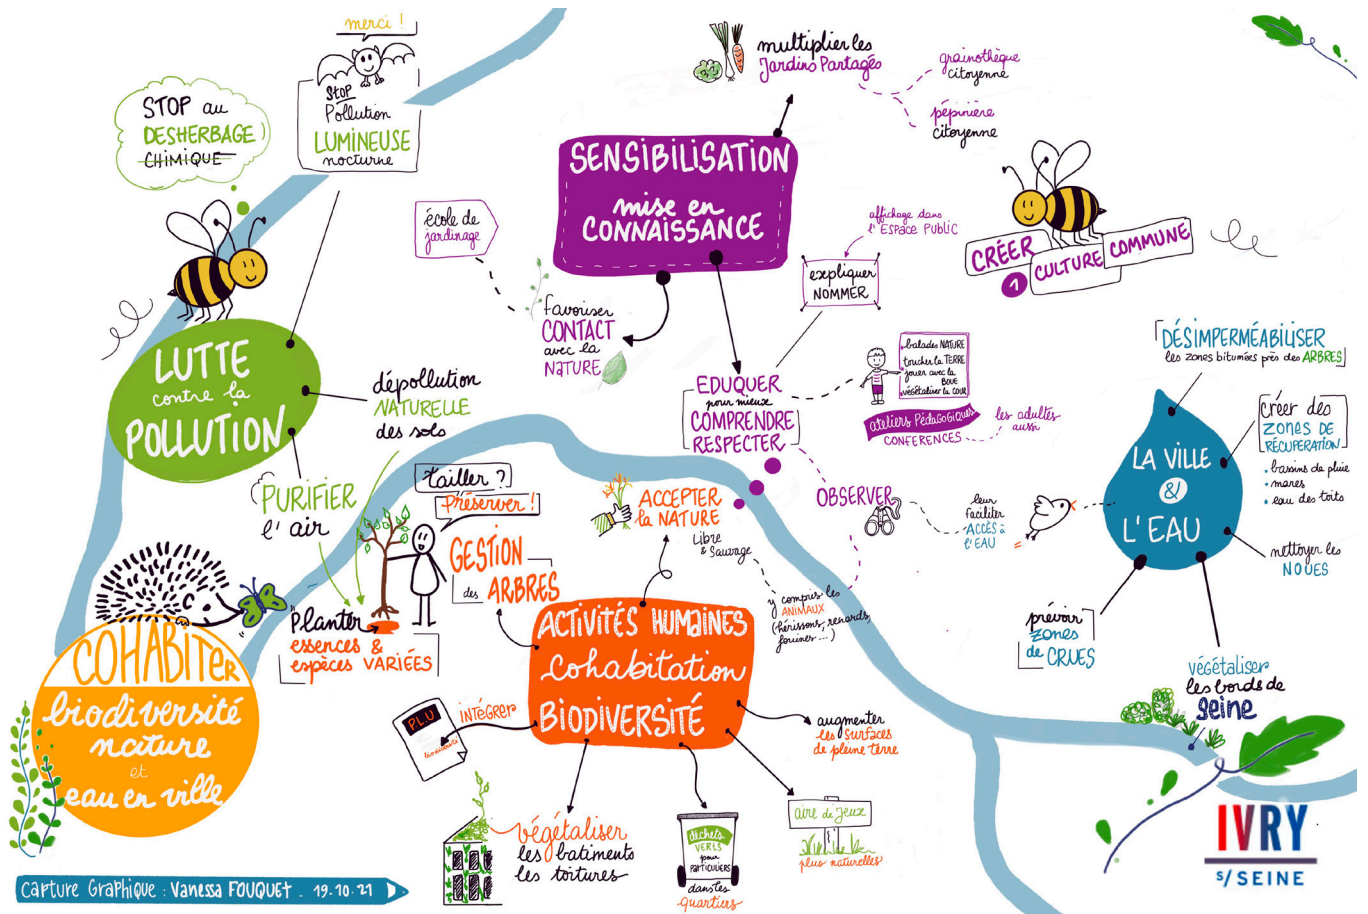 merci !
STOP
Pollution
LUMINEUSE
nocturne
STOP au
DESHERBAGE
CHIMIQUE
LUTTE
contre la
POLLUTION
dépollution
NATURELLE
des sols
PURIFIER
l'air
Planter
essences &
espèces VARIÉES
tailler ?
Préserver !
GESTION
des ARBRES
COHABITER
biodiversité
nature
et
eau en ville
multiplier les
Jardins Partagés
grainothèque
citoyenne
pépinière
citoyenne
SENSIBILISATION
mise en
CONNAISSANCE
école de
jardinage
favoriser
CONTACT
avec la
NATURE
affichage dans
l'ESPACE PUBLIC
expliquer
NOMMER
EDUQUER
pour mieux
COMPRENDRE
RESPECTER
balades NATURE
toucher la TERRE
jouer avec la
BOUE
végétaliser la COUR
ateliers Pédagogiques
CONFERENCES
les adultes
aussi
OBSERVER
leur
faciliter
ACCÈS à
l'EAU
CRÉER
1
CULTURE
COMMUNE
DÉSIMPERMÉABILISER
les zones bitumées près des ARBRES
créer des
ZONES DE
RÉCUPERATION
• bassins de pluie
• mares
• eau des toits
LA VILLE
&
L'EAU
nettoyer les
NOUES
prévoir
zones
de CRUES
végétaliser
les bords de
seine
ACCEPTER
la NATURE
Libre
& Sauvage
y compris les
ANIMAUX
(hérissons, renards,
fouines ...)
ACTIVITÉS HUMAINES
Cohabitation
BIODIVERSITÉ
INTÉGRER
PLU
biodiversité
végétaliser
les batiments
les toitures
déchets
VERTS
pour
PARTICULIERS
dans les
quartiers
aire de Jeux
plus naturelles
augmenter
les surfaces
de pleine terre
Capture Graphique : Vanessa FOUQUET . 19.10.21
IVRY
s/SEINE